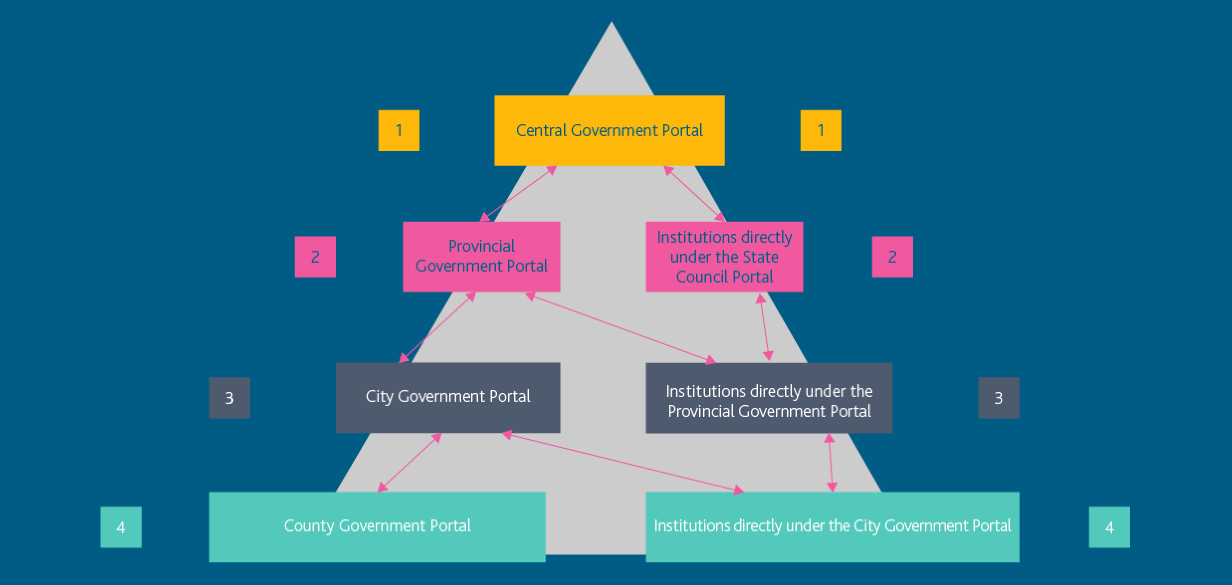 1
Central Government Portal
1
2
Provincial
Government Portal
Institutions directly
under the State
Council Portal
2
3
City Government Portal
Institutions directly under the
Provincial Government Portal
3
4
County Government Portal
Institutions directly under the City Government Portal
4